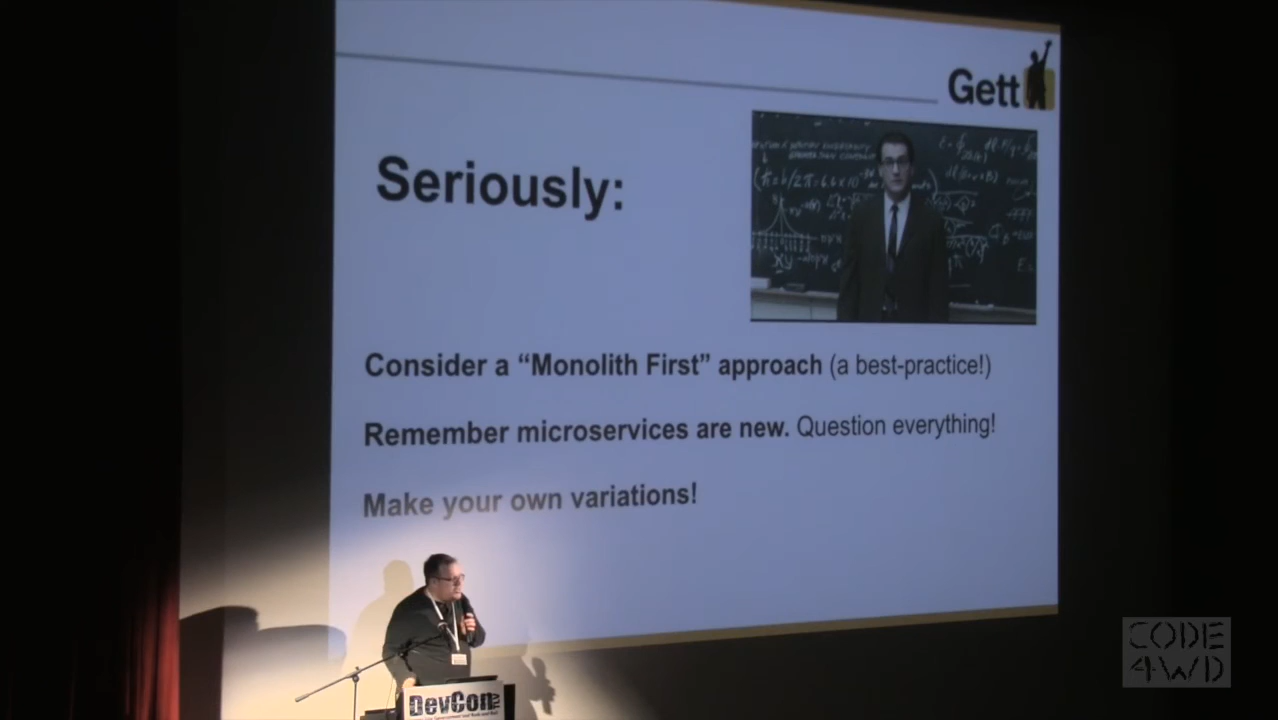 Gett
Seriously:
Consider a “Monolith First” approach (a best-practice!)
Remember microservices are new. Question everything!
Make your own variations!
DevCon TLV
CODE
4WD